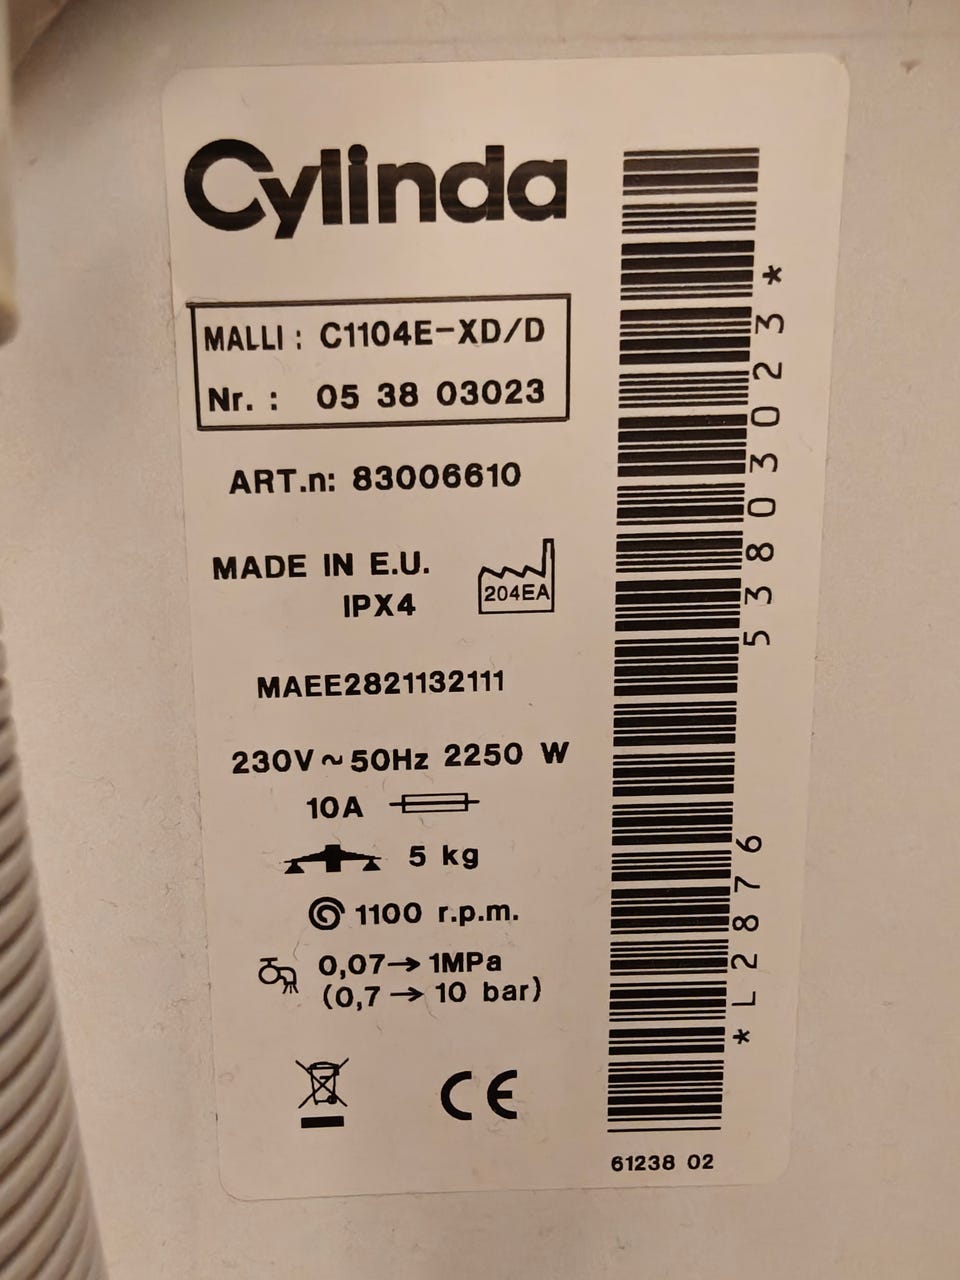 Cylinda
MALLI : C1104E-XD/D
Nr. : 05 38 03023
ART.n: 83006610
MADE IN E.U.
IPX4
204EA
MAEE2821132111
230V ~ 50Hz 2250 W
10A
5 kg
1100 r.p.m.
0,07→1MPa
(0,7 → 10 bar)
CE
*L2876 53803023*
61238 02